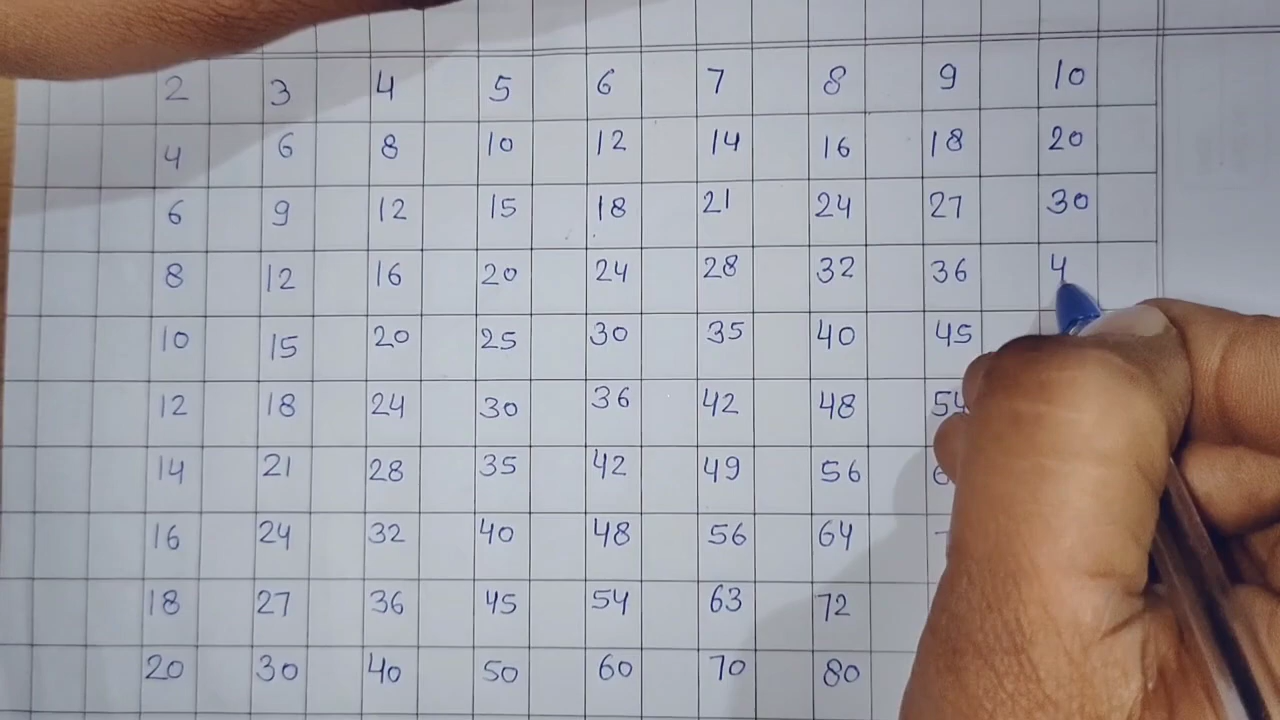 2 3 4 5 6 7 8 9 10
4 6 8 10 12 14 16 18 20
6 9 12 15 18 21 24 27 30
8 12 16 20 24 28 32 36 4
10 15 20 25 30 35 40 45
12 18 24 30 36 42 48 54
14 21 28 35 42 49 56
16 24 32 40 48 56 64
18 27 36 45 54 63 72
20 30 40 50 60 70 80